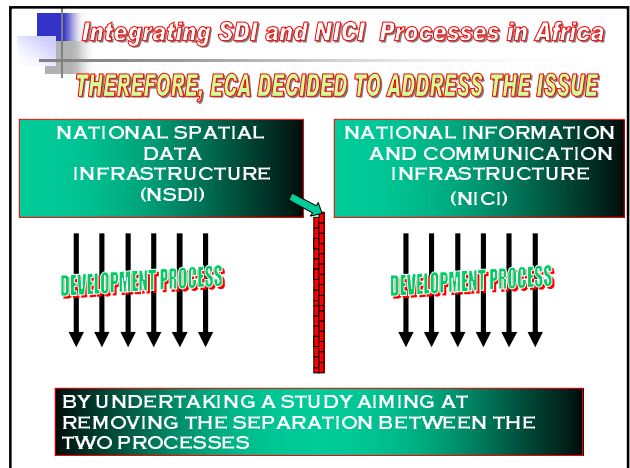 Integrating SDI and NICI Processes in Africa
THEREFORE, ECA DECIDED TO ADDRESS THE ISSUE
NATIONAL SPATIAL
DATA
INFRASTRUCTURE
(NSDI)
NATIONAL INFORMATION
AND COMMUNICATION
INFRASTRUCTURE
(NICI)
DEVELOPMENT PROCESS
DEVELOPMENT PROCESS
BY UNDERTAKING A STUDY AIMING AT
REMOVING THE SEPARATION BETWEEN THE
TWO PROCESSES